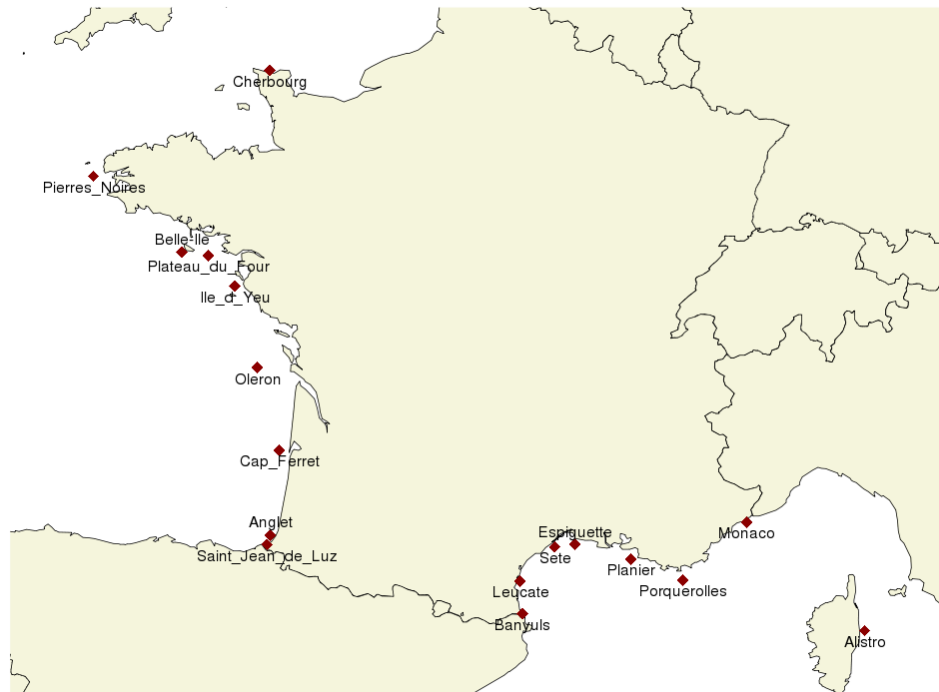 Cherbourg
Pierres_Noires
Belle-Ile
Plateau_du_Four
Ile_d_Yeu
Oleron
Cap_Ferret
Anglet
Saint_Jean_de_Luz
Espiguette
Sete
Planier
Monaco
Leucate
Porquerolles
Banyuls
Alistro